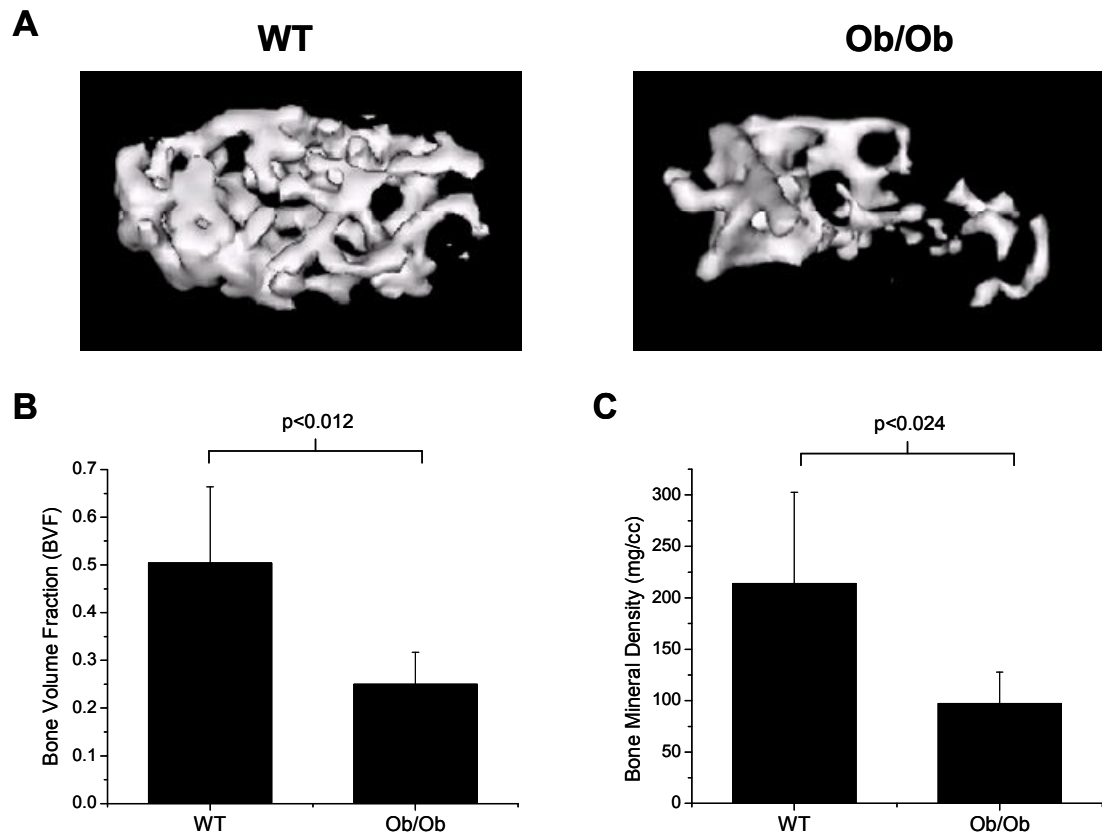 A
WT
Ob/Ob
B
p<0.012
Bone Volume Fraction (BVF)
0.7
0.6
0.5
0.4
0.3
0.2
0.1
0.0
WT
Ob/Ob
C
p<0.024
Bone Mineral Density (mg/cc)
300
250
200
150
100
50
0
WT
Ob/Ob